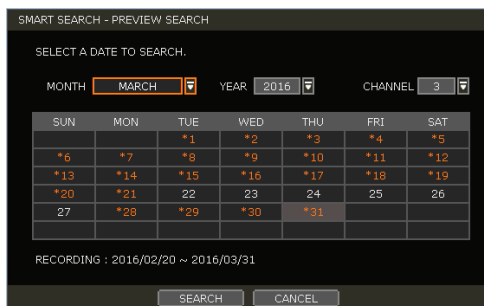 SMART SEARCH - PREVIEW SEARCH
SELECT A DATE TO SEARCH.
MONTH MARCH YEAR 2016 CHANNEL 3
SUN MON TUE WED THU FRI SAT
*1 *2 *3 *4 *5
*6 *7 *8 *9 *10 *11 *12
*13 *14 *15 *16 *17 *18 *19
*20 *21 22 23 24 25 26
27 *28 *29 *30 *31
RECORDING : 2016/02/20 ~ 2016/03/31
SEARCH CANCEL